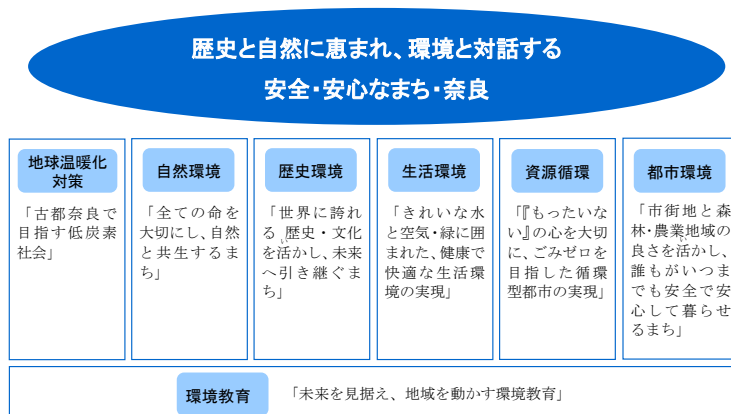 歴史と自然に恵まれ、環境と対話する
安全・安心なまち・奈良
地球温暖化
対策
「古都奈良で
目指す低炭素
社会」
自然環境
「全ての命を
大切にし、自然
と共生するま
ち」
歴史環境
「世界に誇れ
る 歴史・文化
を活かし、未来
い
へ引き継ぐま
ち」
生活環境
「きれいな水
と空気・緑に囲
まれた、健康で
快適な生活環
境の実現」
資源循環
「『もったいな
い』の心を大切
に、ごみゼロを
目指した循環
型都市の実現」
都市環境
「市街地と森
林・農業地域の
良さを活かし、
い
誰もがいつま
でも安全で安
心して暮らせ
るまち」
環境教育
「未来を見据え、地域を動かす環境教育」